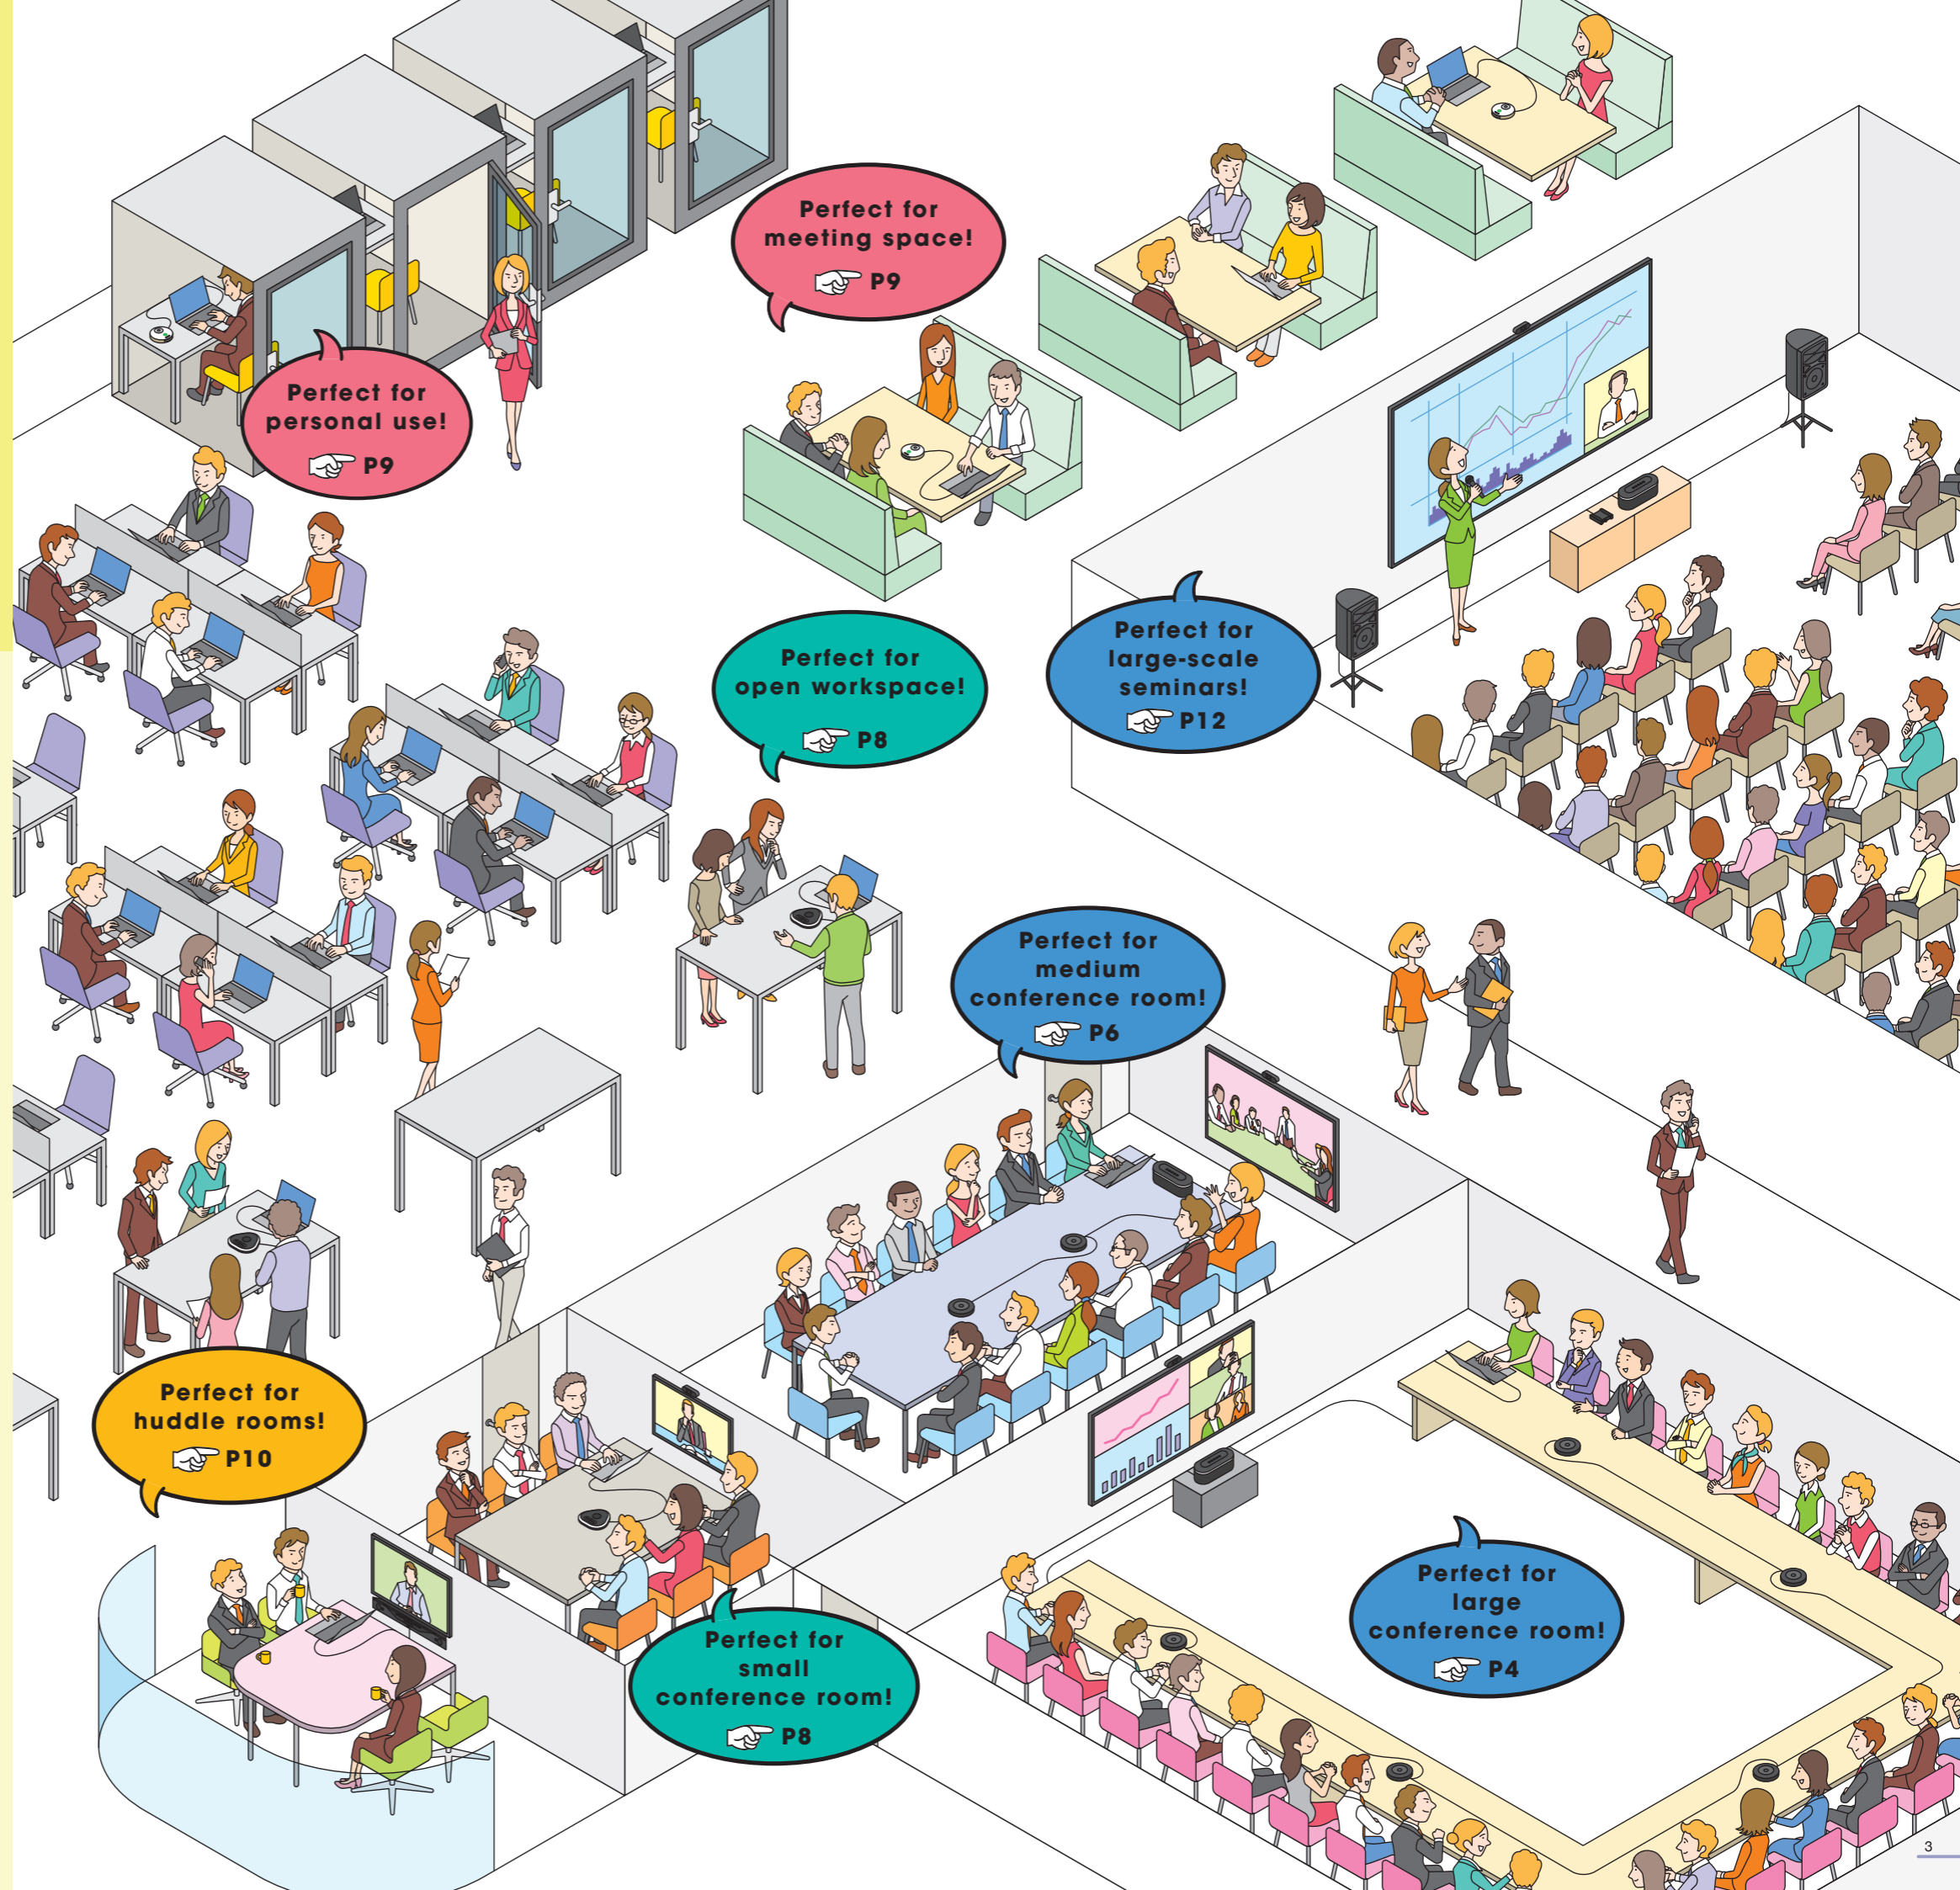 Perfect for
meeting space!
P9
Perfect for
personal use!
P9
Perfect for
open workspace!
P8
Perfect for
large-scale
seminars!
P12
Perfect for
medium
conference room!
P6
Perfect for
huddle rooms!
P10
Perfect for
small
conference room!
P8
Perfect for
large
conference room!
P4
3